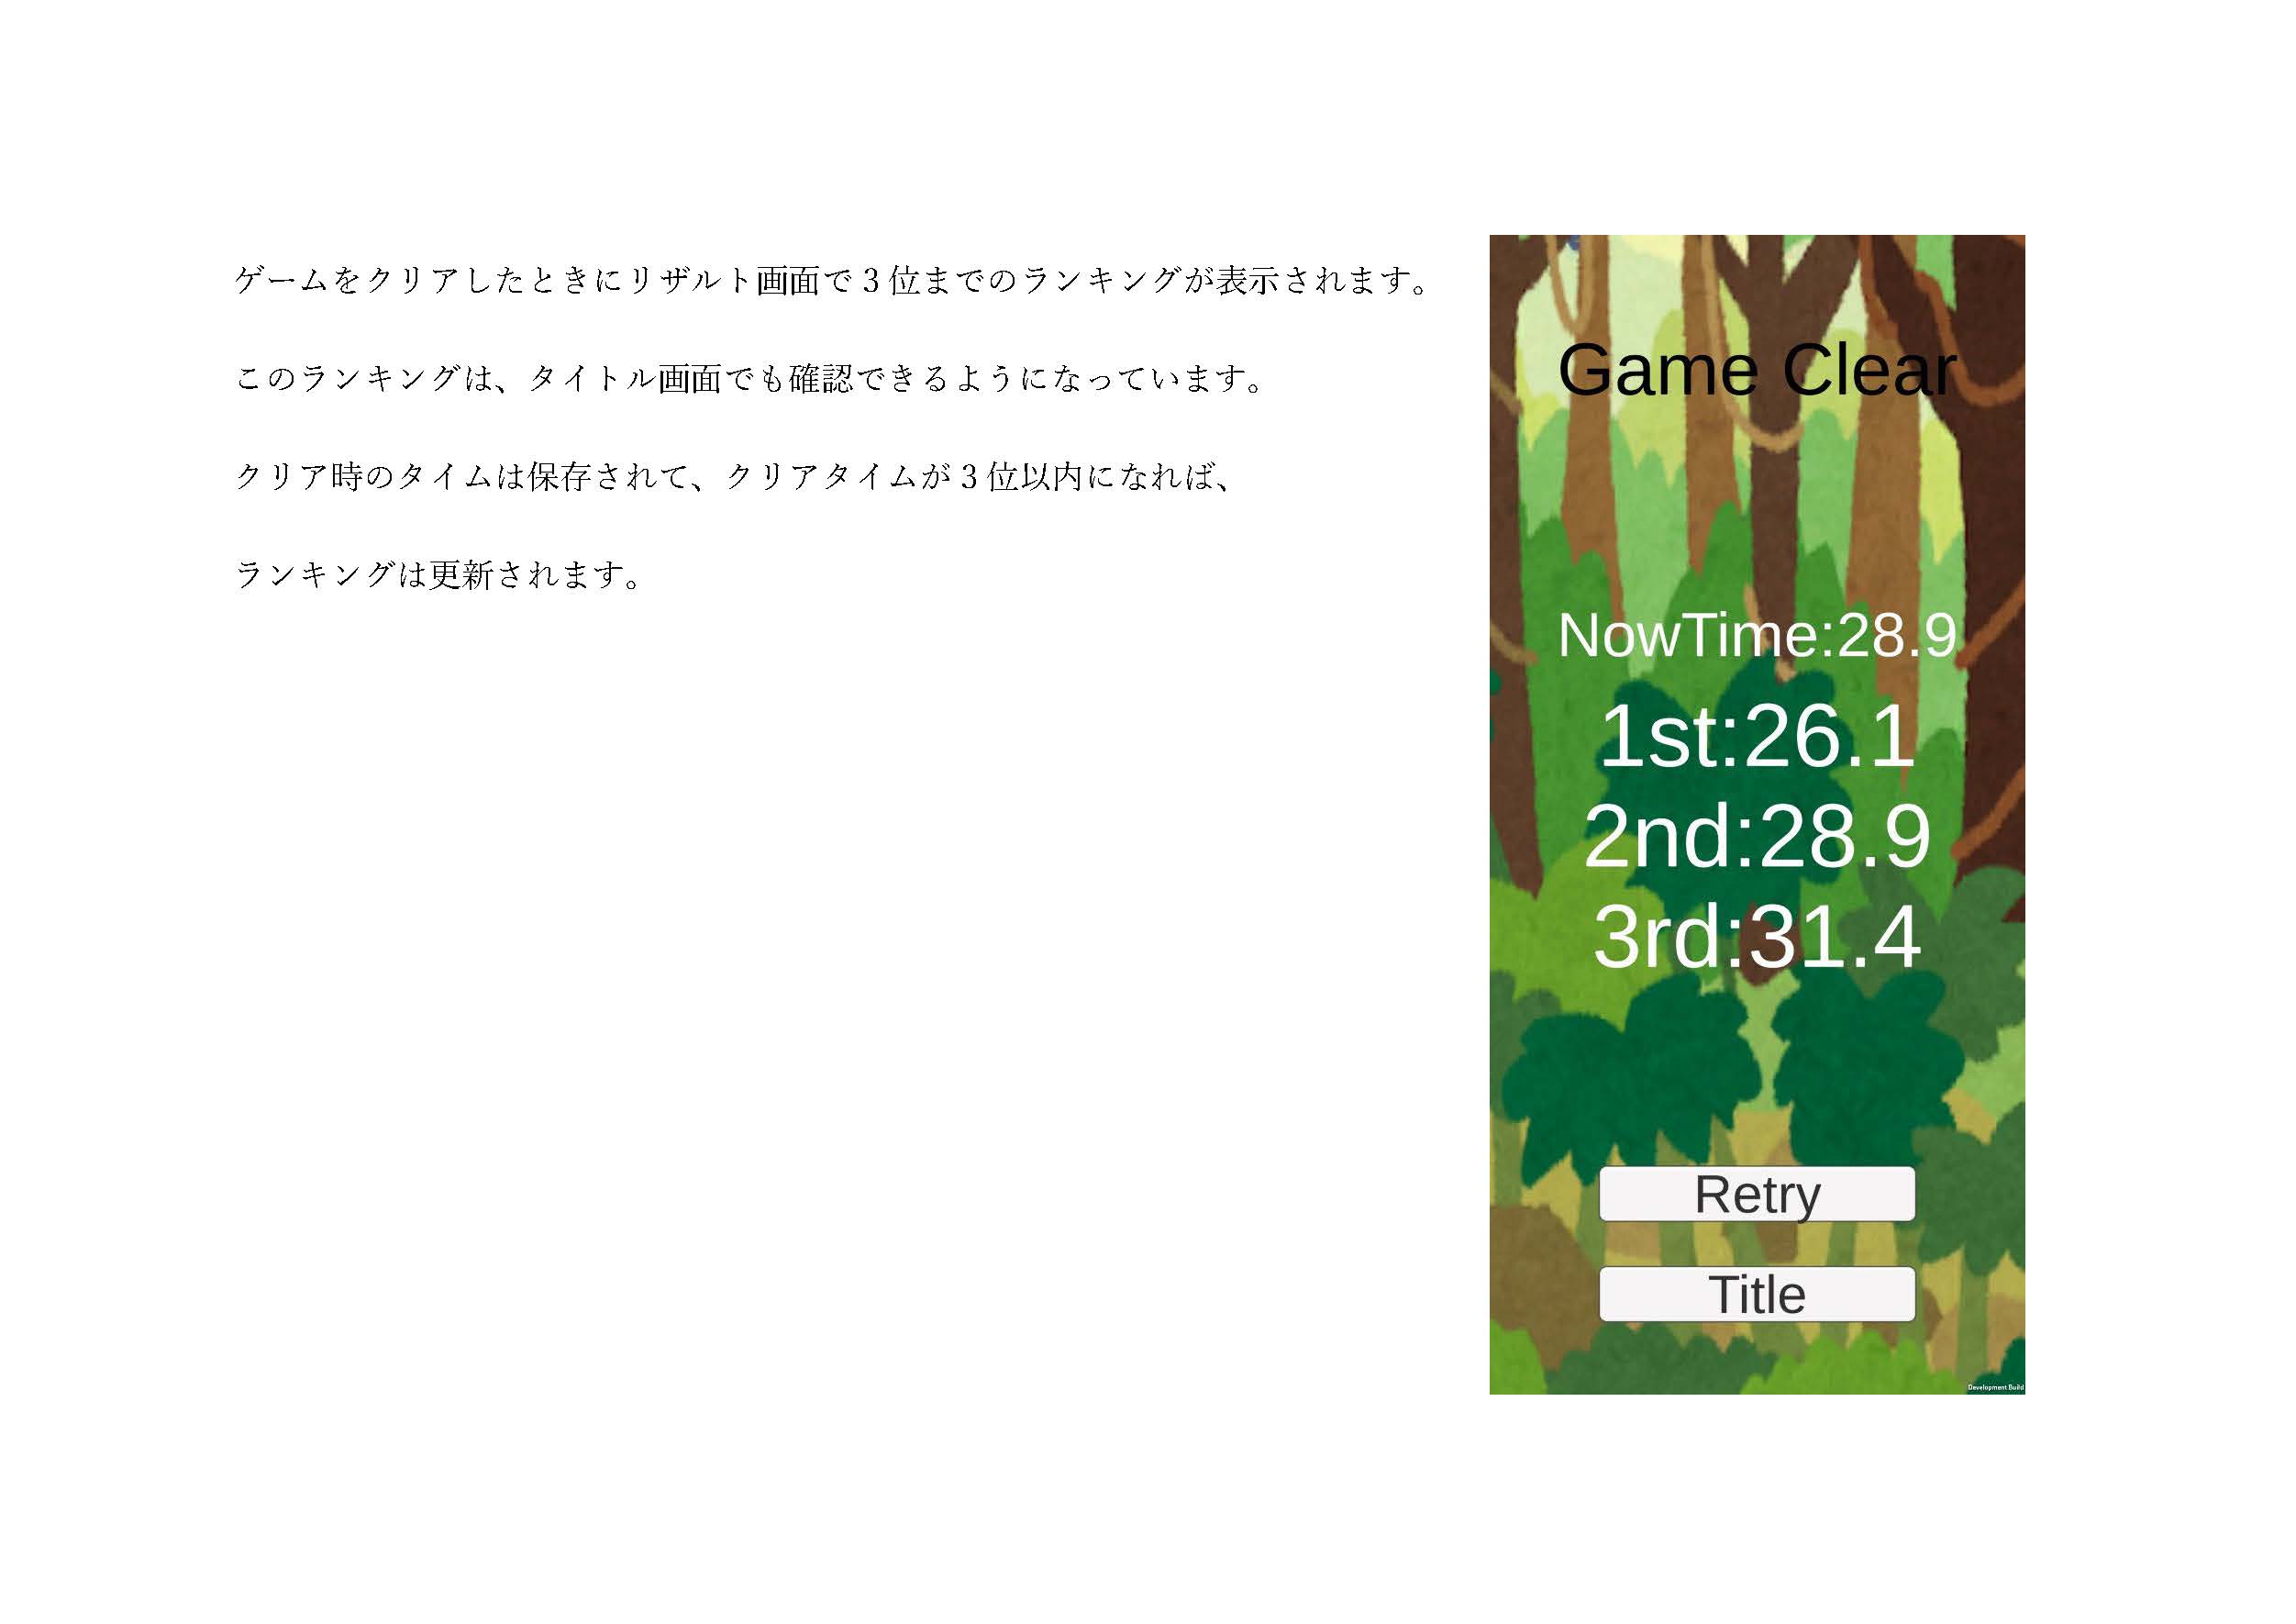 ゲームをクリアしたときにリザルト画面で3位までのランキングが表示されます。
このランキングは、タイトル画面でも確認できるようになっています。
クリア時のタイムは保存されて、クリアタイムが3位以内になれば、
ランキングは更新されます。
Game Clear
NowTime:28.9
1st:26.1
2nd:28.9
3rd:31.4
Retry
Title
Development Build